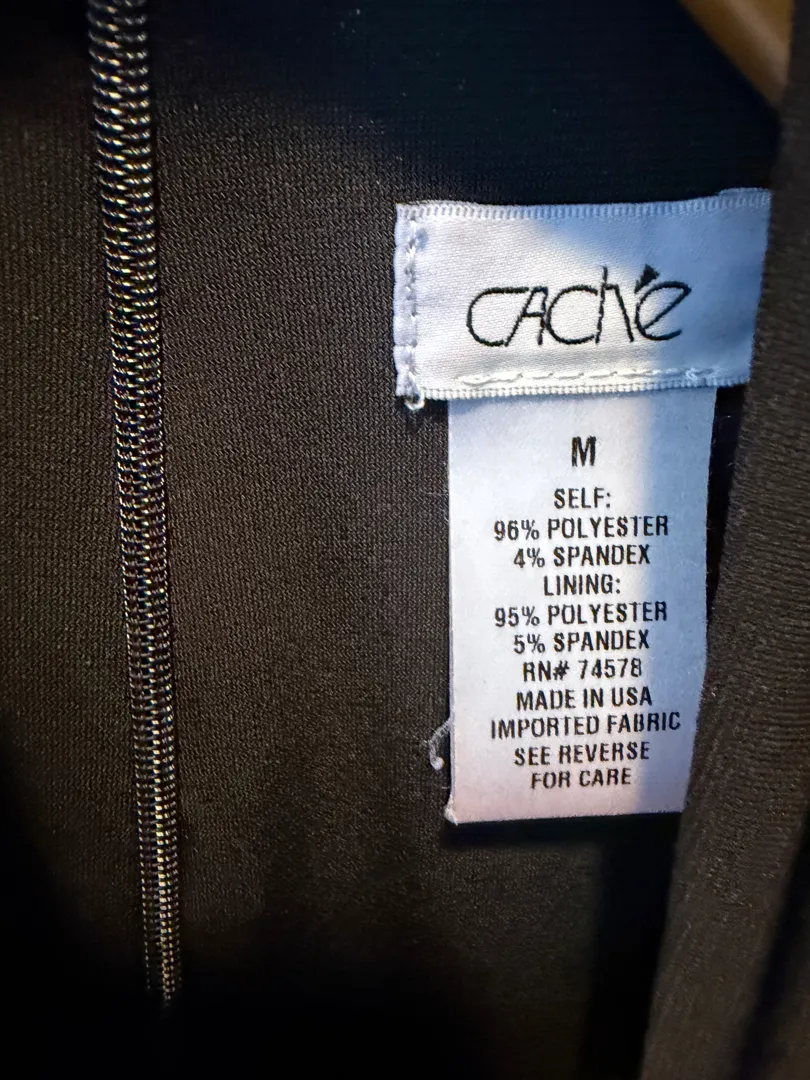 CACHÉ
M
SELF:
96% POLYESTER
4% SPANDEX
LINING:
95% POLYESTER
5% SPANDEX
RN# 74578
MADE IN USA
IMPORTED FABRIC
SEE REVERSE
FOR CARE